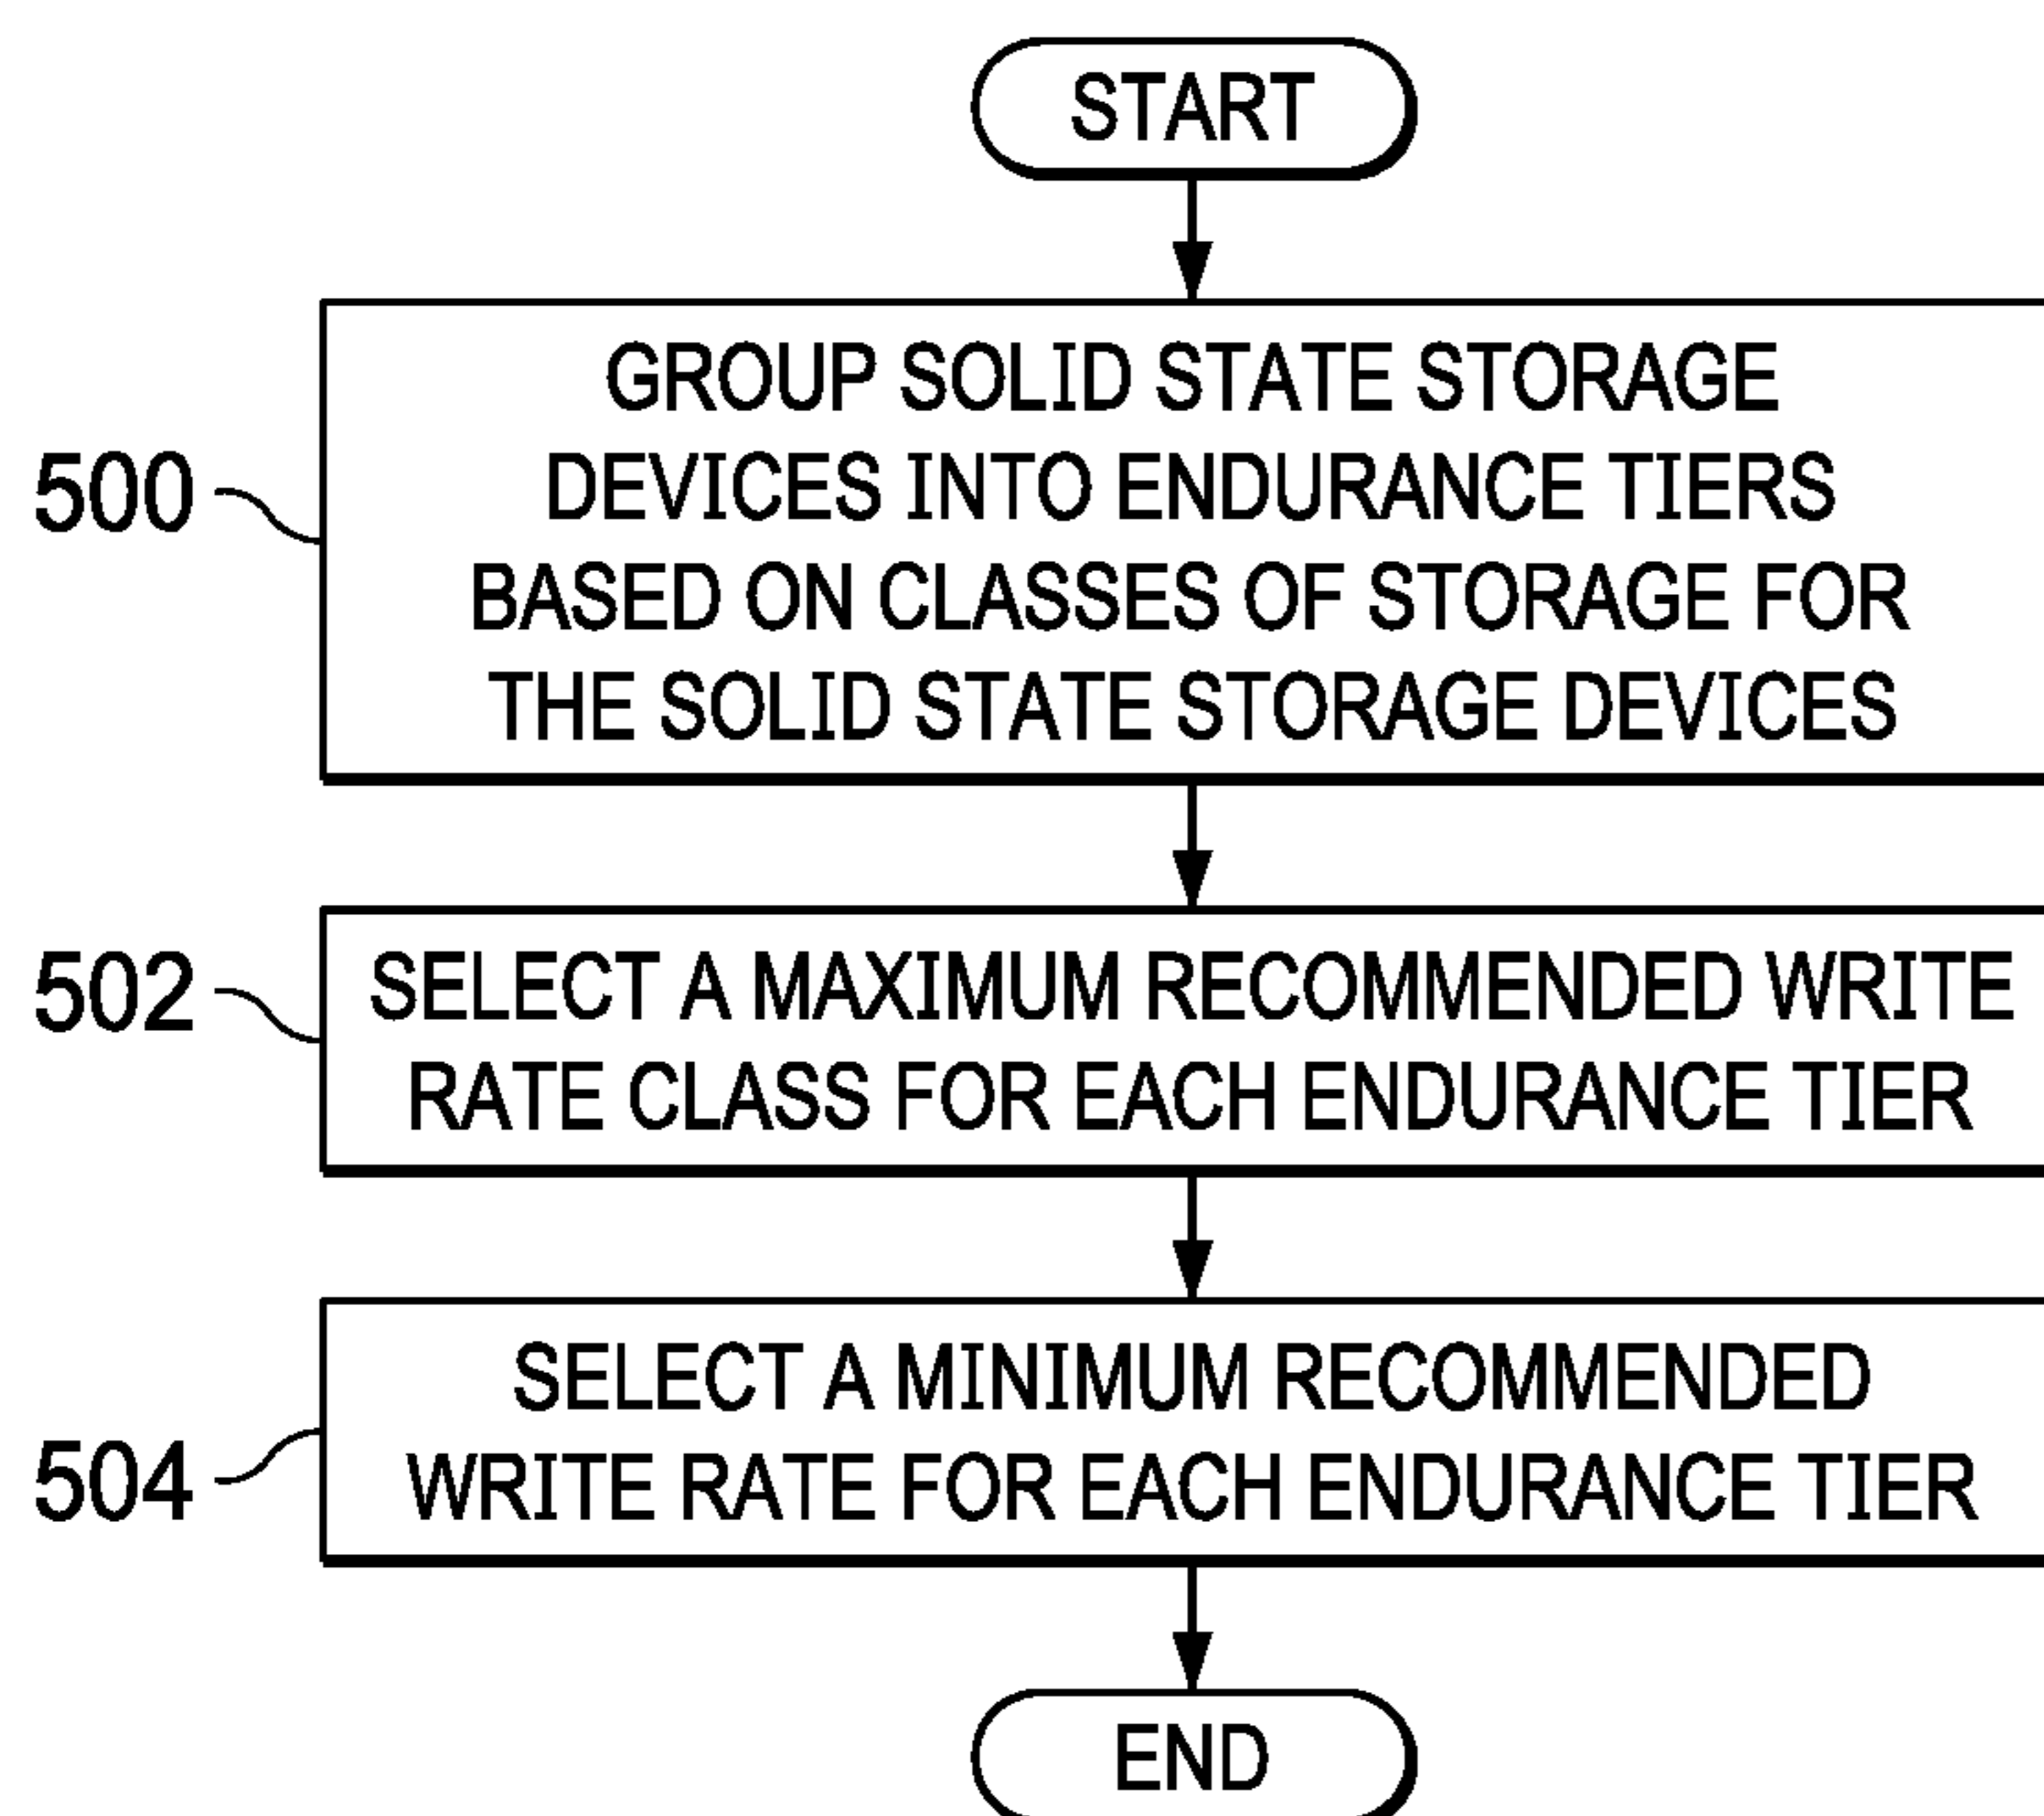 START
GROUP SOLID STATE STORAGE
DEVICES INTO ENDURANCE TIERS
BASED ON CLASSES OF STORAGE FOR
THE SOLID STATE STORAGE DEVICES
500
SELECT A MAXIMUM RECOMMENDED WRITE
RATE CLASS FOR EACH ENDURANCE TIER
502
SELECT A MINIMUM RECOMMENDED
WRITE RATE FOR EACH ENDURANCE TIER
504
END